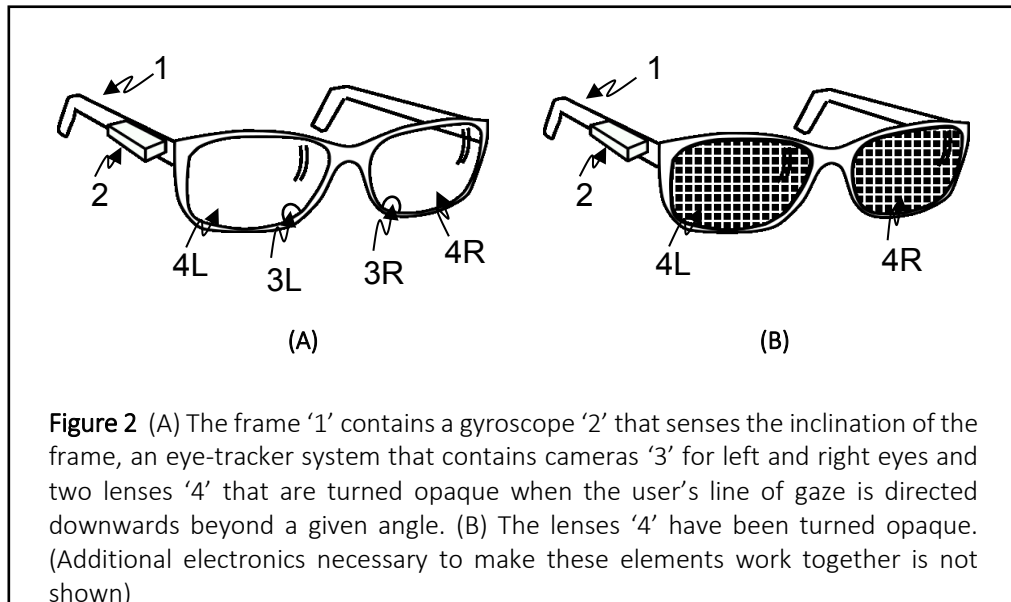 1
1
2
2
4L
3L
3R
4R
4L
4R
(A)
(B)
Figure 2 (A) The frame ‘1’ contains a gyroscope ‘2’ that senses the inclination of the
frame, an eye-tracker system that contains cameras ‘3’ for left and right eyes and
two lenses ‘4’ that are turned opaque when the user’s line of gaze is directed
downwards beyond a given angle. (B) The lenses ‘4’ have been turned opaque.
(Additional electronics necessary to make these elements work together is not
shown)